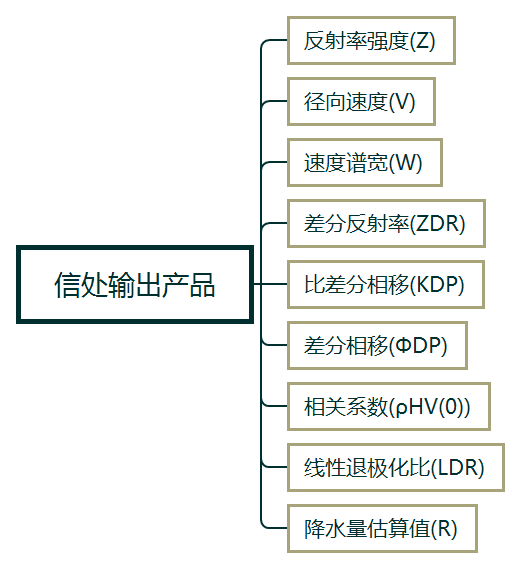 反射率强度(Z)
径向速度(V)
速度谱宽(W)
差分反射率(ZDR)
信处输出产品
比差分相移(KDP)
差分相移(ΦDP)
相关系数(ρHV(0))
线性退极化比(LDR)
降水量估算值(R)